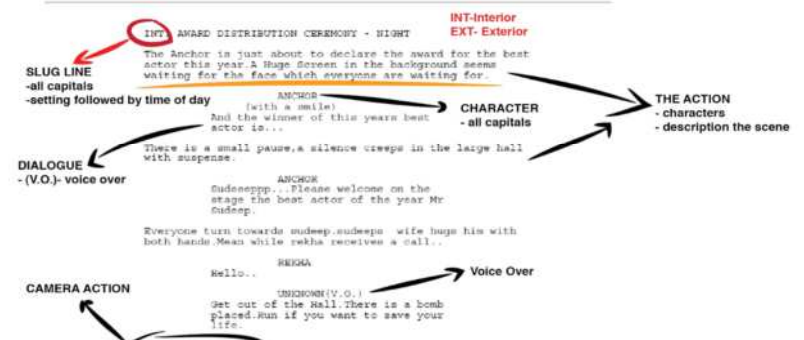 INT-Interior
EXT- Exterior
INT. AWARD DISTRIBUTION CEREMONY - NIGHT
The Anchor is just about to declare the award for the best
actor this year.A Huge Screen in the background seems
waiting for the face which everyone are waiting for.
SLUG LINE
-all capitals
-setting followed by time of day
ANCHOR
(with a smile)
And the winner of this years best
actor is...
CHARACTER
- all capitals
THE ACTION
- characters
- description the scene
There is a small pause,a silence creeps in the large hall
with suspense.
DIALOGUE
- (V.O.)- voice over
ANCHOR
Sudeeeppp...Please welcome on the
stage the best actor of the year Mr
Sudeep.
Everyone turn towards sudeep.sudeeps wife hugs him with
both hands.Mean while rekha receives a call..
REKHA
Hello..
Voice Over
CAMERA ACTION
UNKNOWN(V.O.)
Get out of the Hall.There is a bomb
placed.Run if you want to save your
life.